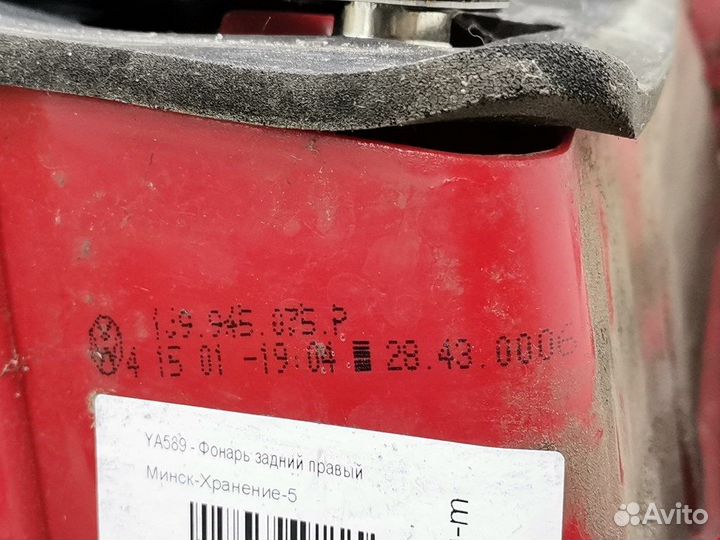 1J9.945.075.P
4 15 01 -19:04 28.43.0006
YA589 - Фонарь задний правый
Минск-Хранение-5
-m
Avito